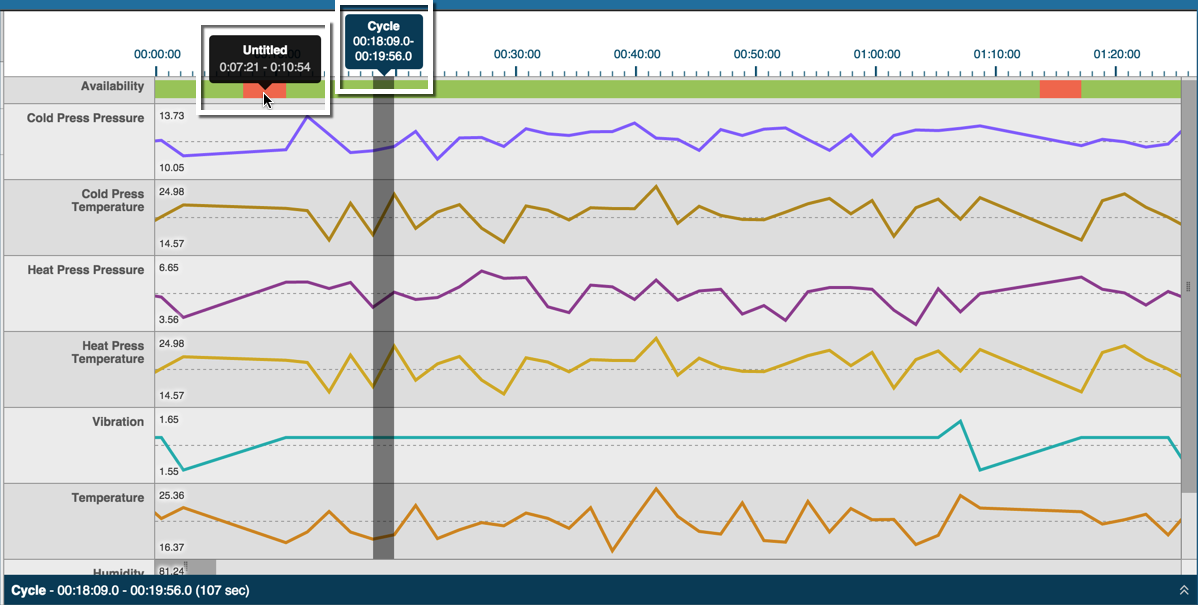 Cycle
00:18:09.0-
00:19:56.0
Untitled
0:07:21 - 0:10:54
00:00:00
00:30:00
00:40:00
00:50:00
01:00:00
01:10:00
01:20:00
Availability
Cold Press Pressure
13.73
10.05
Cold Press
Temperature
24.98
14.57
Heat Press Pressure
6.65
3.56
Heat Press
Temperature
24.98
14.57
Vibration
1.65
1.55
Temperature
25.36
16.37
Humidity
81.24
Cycle - 00:18:09.0 - 00:19:56.0 (107 sec)